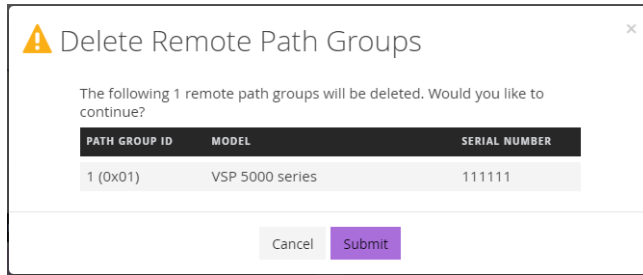 Delete Remote Path Groups
×
The following 1 remote path groups will be deleted. Would you like to
continue?
PATH GROUP ID MODEL SERIAL NUMBER
1 (0x01) VSP 5000 series 111111
Cancel Submit